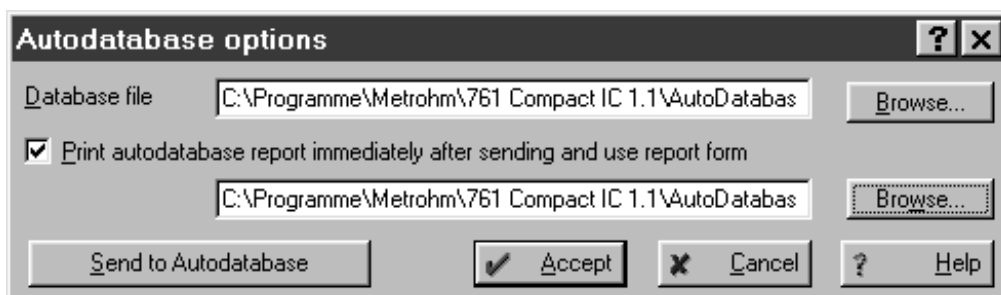 Autodatabase options ? ×
Database file C:\Programme\Metrohm\761 Compact IC 1.1\AutoDatabas Browse...
Print autodatabase report immediately after sending and use report form
C:\Programme\Metrohm\761 Compact IC 1.1\AutoDatabas Browse...
Send to Autodatabase Accept Cancel ? Help